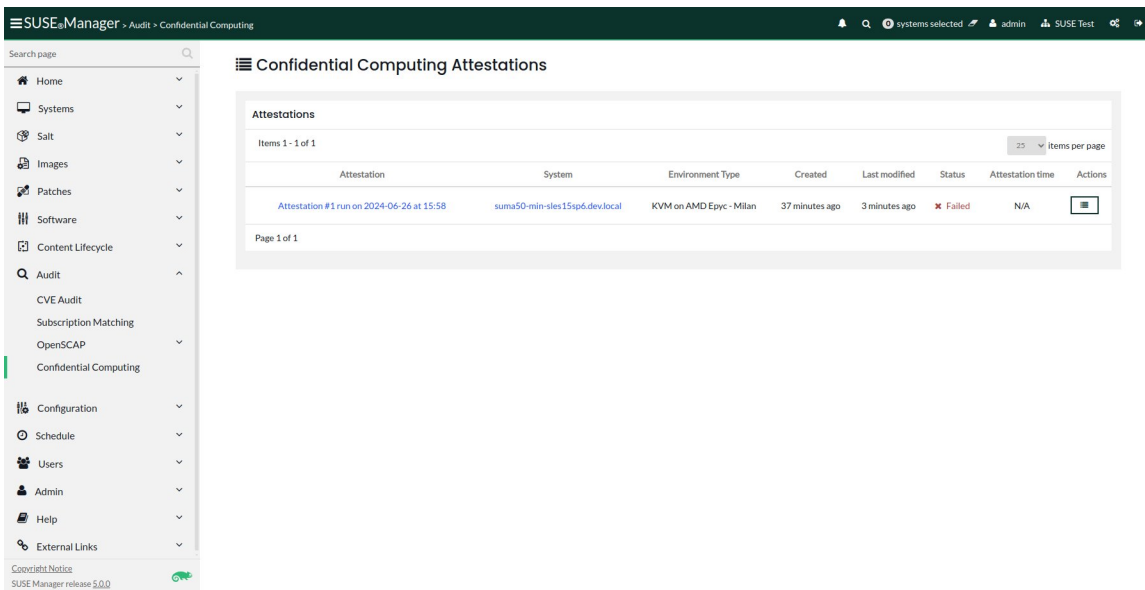 SUSE®Manager > Audit > Confidential Computing
0 systems selected admin SUSE Test
Search page
Home
Systems
Salt
Images
Patches
Software
Content Lifecycle
Audit
CVE Audit
Subscription Matching
OpenSCAP
Confidential Computing
Configuration
Schedule
Users
Admin
Help
External Links
Copyright Notice
SUSE Manager release 5.0.0
Confidential Computing Attestations
Attestations
Items 1 - 1 of 1
25 items per page
Attestation System Environment Type Created Last modified Status Attestation time Actions
Attestation #1 run on 2024-06-26 at 15:58 suma50-min-sles15sp6.dev.local KVM on AMD Epyc - Milan 37 minutes ago 3 minutes ago Failed N/A
Page 1 of 1